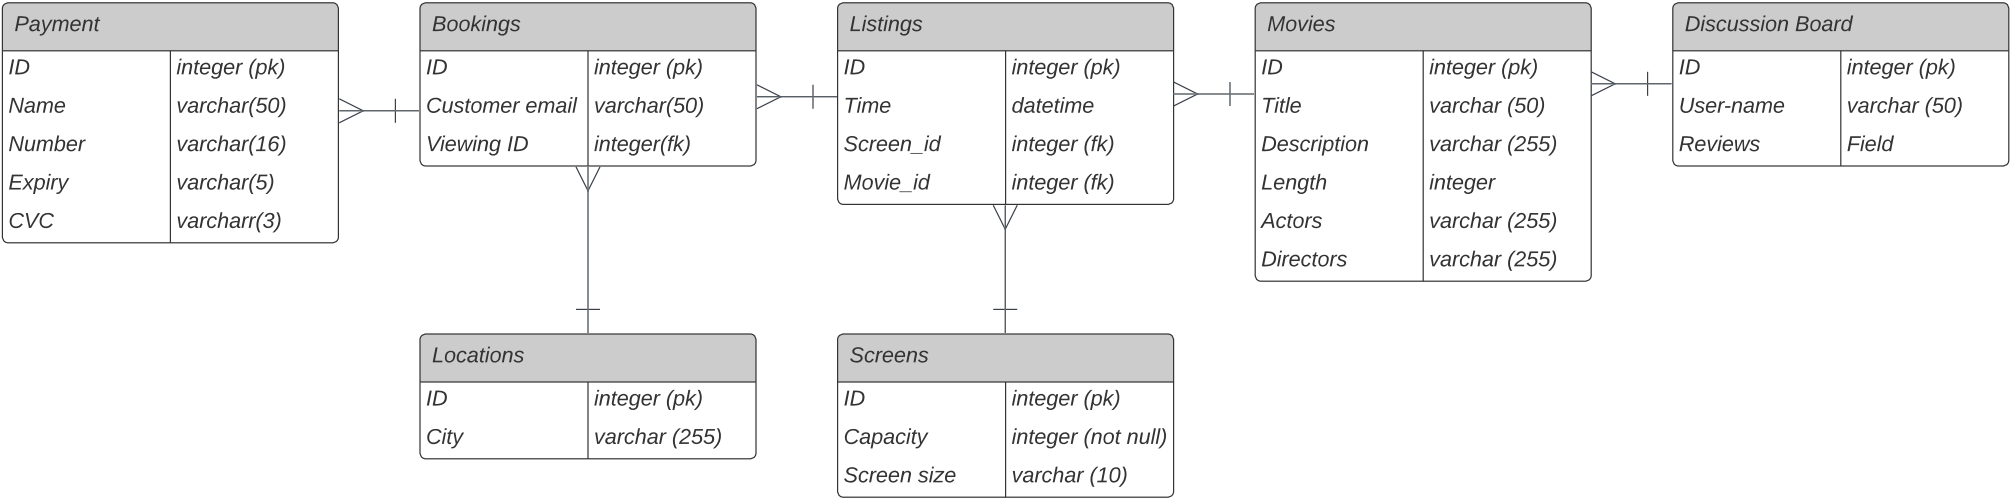 Payment
ID integer (pk)
Name varchar(50)
Number varchar(16)
Expiry varchar(5)
CVC varcharr(3)
Bookings
ID integer (pk)
Customer email varchar(50)
Viewing ID integer(fk)
Listings
ID integer (pk)
Time datetime
Screen_id integer (fk)
Movie_id integer (fk)
Movies
ID integer (pk)
Title varchar (50)
Description varchar (255)
Length integer
Actors varchar (255)
Directors varchar (255)
Discussion Board
ID integer (pk)
User-name varchar (50)
Reviews Field
Locations
ID integer (pk)
City varchar (255)
Screens
ID integer (pk)
Capacity integer (not null)
Screen size varchar (10)